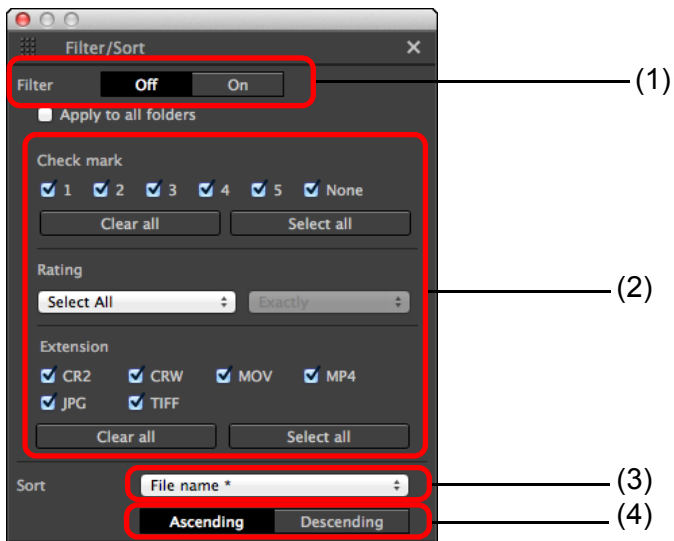 Filter/Sort
Filter Off On (1)
Apply to all folders
Check mark
1 2 3 4 5 None
Clear all Select all
Rating
Select All Exactly (2)
Extension
CR2 CRW MOV MP4
JPG TIFF
Clear all Select all
Sort File name * (3)
Ascending Descending (4)